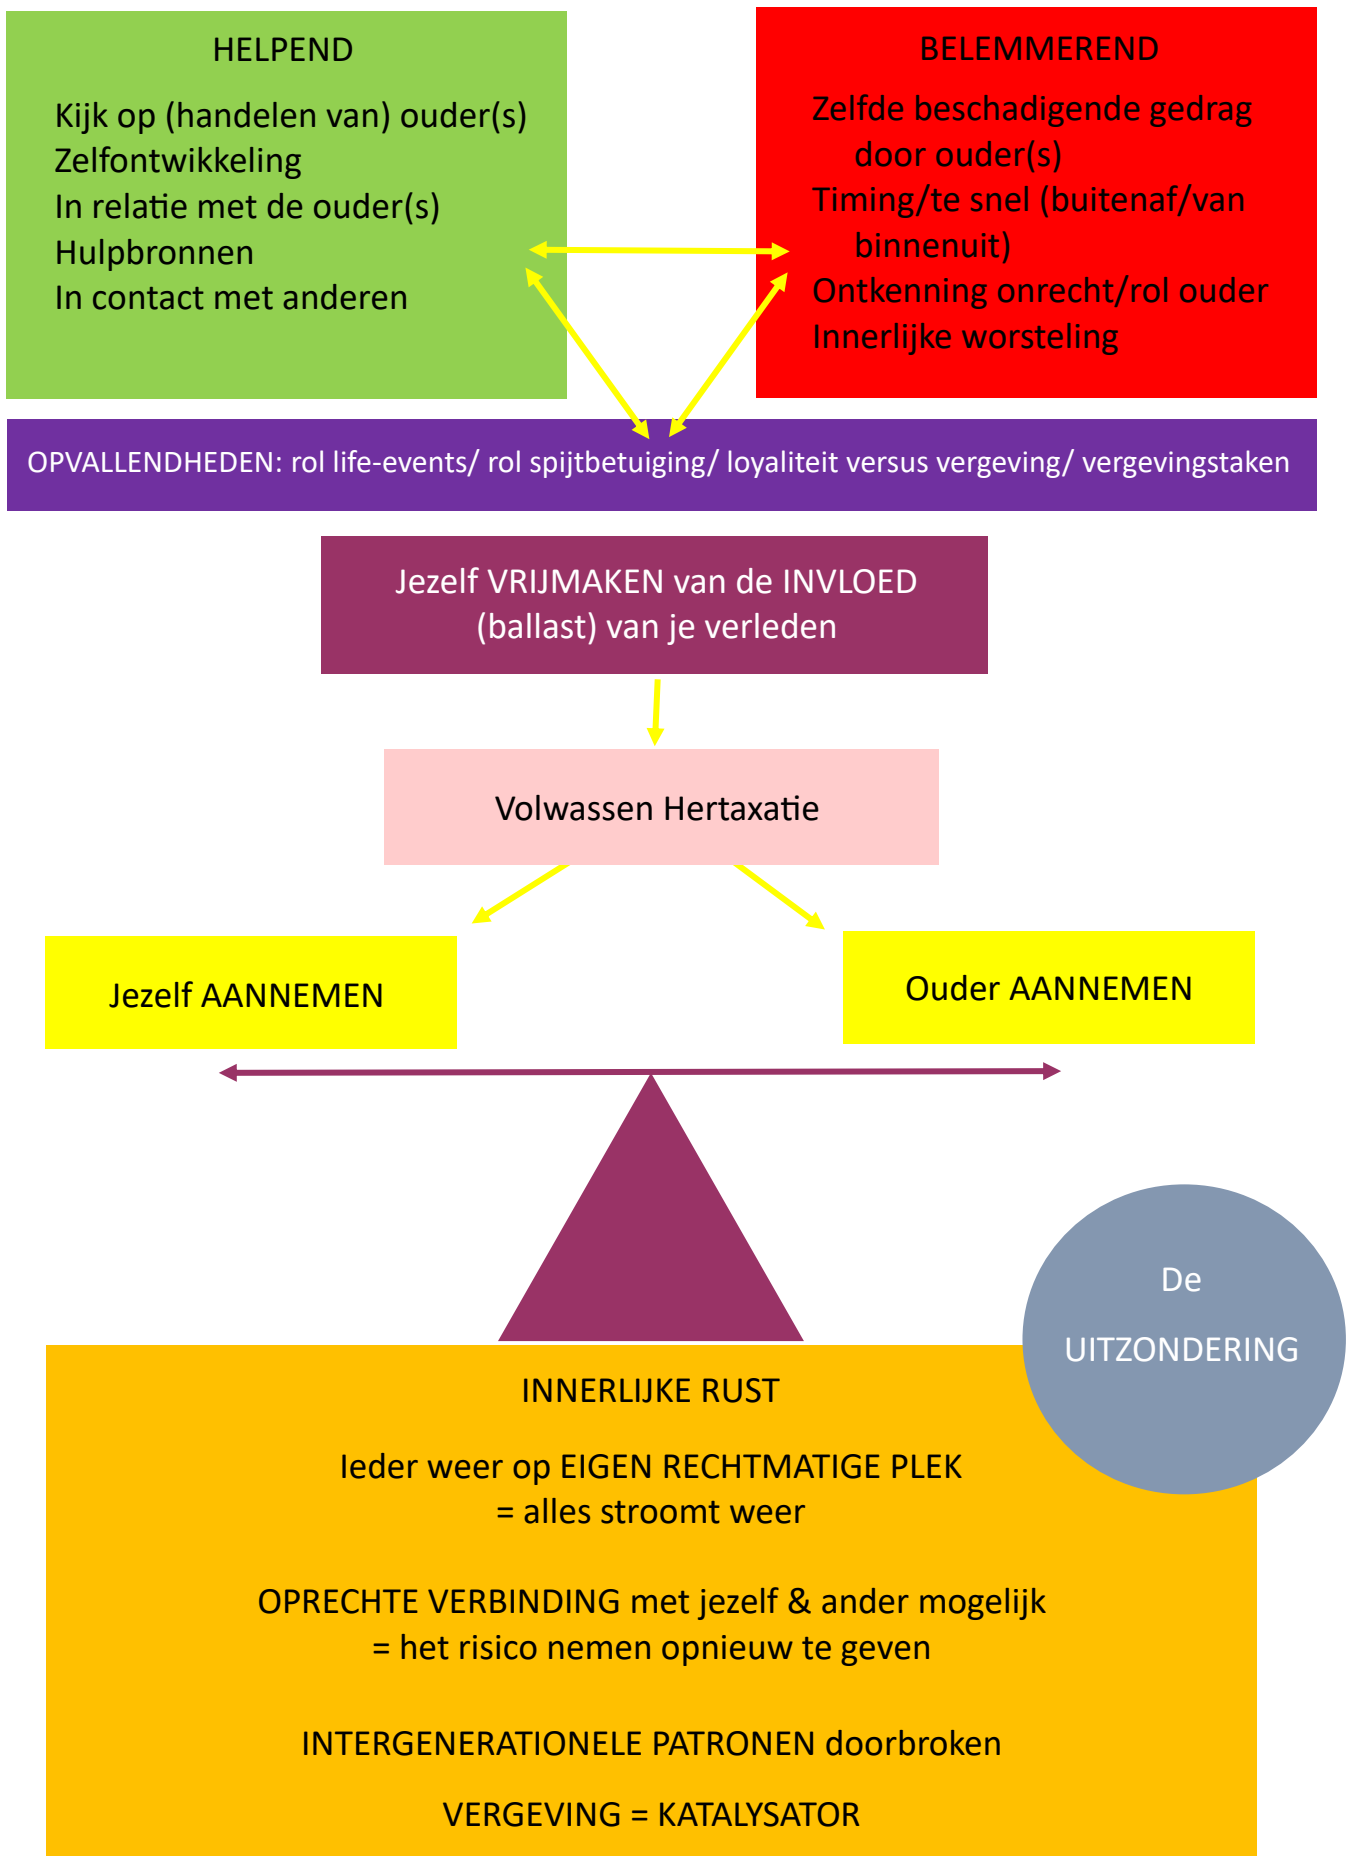 HELPEND
Kijk op (handelen van) ouder(s)
Zelfontwikkeling
In relatie met de ouder(s)
Hulpbronnen
In contact met anderen
BELEMMEREND
Zelfde beschadigende gedrag
door ouder(s)
Timing/te snel (buitenaf/van
binnenuit)
Ontkenning onrecht/rol ouder
Innerlijke worsteling
OPVALLENDHEDEN: rol life-events/ rol spijtbetuiging/ loyaliteit versus vergeving/ vergevingstaken
Jezelf VRIJMAKEN van de INVLOED
(ballast) van je verleden
Volwassen Hertaxatie
Jezelf AANNEMEN
Ouder AANNEMEN
De
UITZONDERING
INNERLIJKE RUST
Ieder weer op EIGEN RECHTMATIGE PLEK
= alles stroomt weer
OPRECHTE VERBINDING met jezelf & ander mogelijk
= het risico nemen opnieuw te geven
INTERGENERATIONELE PATRONEN doorbroken
VERGEVING = KATALYSATOR